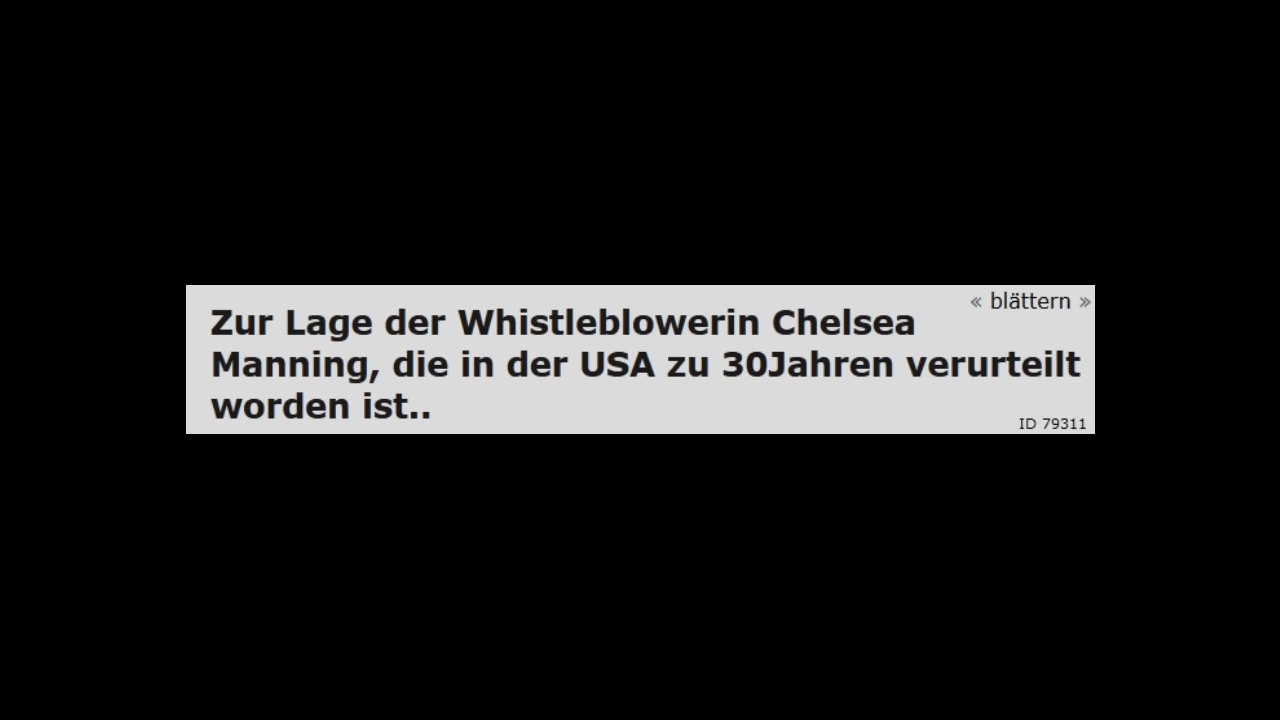 « blättern »
Zur Lage der Whistleblowerin Chelsea
Manning, die in der USA zu 30Jahren verurteilt
worden ist..
ID 79311